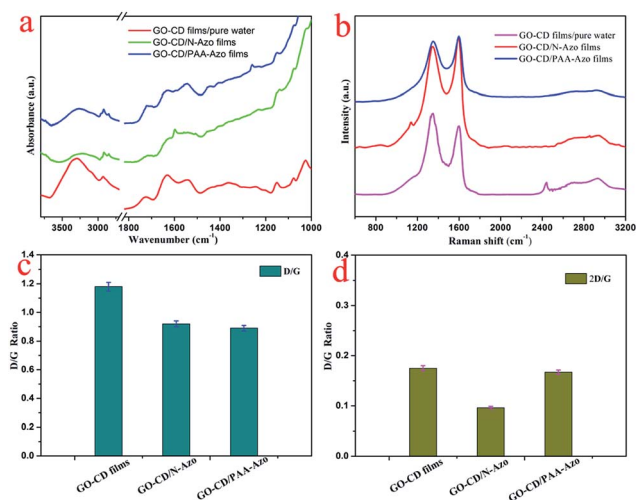 a
GO-CD films/pure water
GO-CD/N-Azo films
GO-CD/PAA-Azo films
Absorbance (a.u.)
3500 3000 1800 1600 1400 1200 1000
Wavenumber (cm⁻¹)
b
GO-CD films/pure water
GO-CD/N-Azo films
GO-CD/PAA-Azo films
Intensity (a.u.)
800 1200 1600 2000 2400 2800 3200
Raman shift (cm⁻¹)
c
D/G
D/G Ratio
1.4
1.2
1.0
0.8
0.6
0.4
0.2
0.0
GO-CD films
GO-CD/N-Azo
GO-CD/PAA-Azo
d
2D/G
D/G Ratio
0.4
0.3
0.2
0.1
0.0
GO-CD films
GO-CD/N-Azo
GO-CD/PAA-Azo